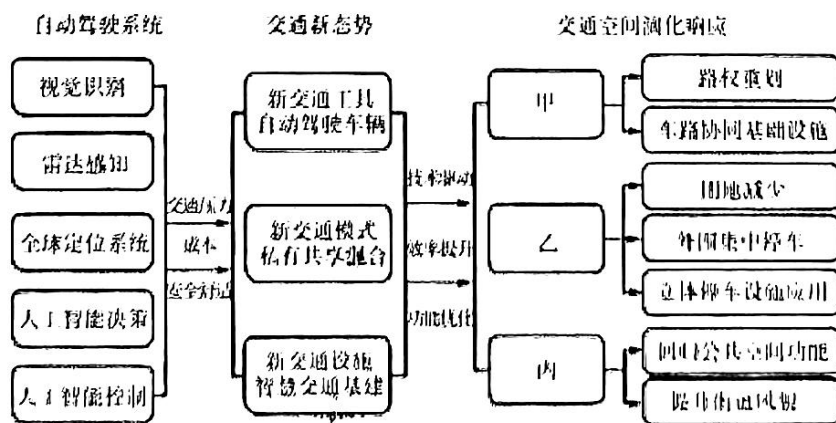 自动驾驶系统
交通新态势
交通空间演化响应
视觉识别
雷达感知
全球定位系统
人工智能决策
人工智能控制
交通压力
成本
安全舒适
新交通工具
自动驾驶车辆
新交通模式
私有共享混合
新交通设施
智慧交通基建
技术驱动
效率提升
功能优化
甲
乙
丙
路权重划
车路协同基础设施
用地减少
外围集中停车
立体停车设施应用
回归公共空间功能
提升街道风貌